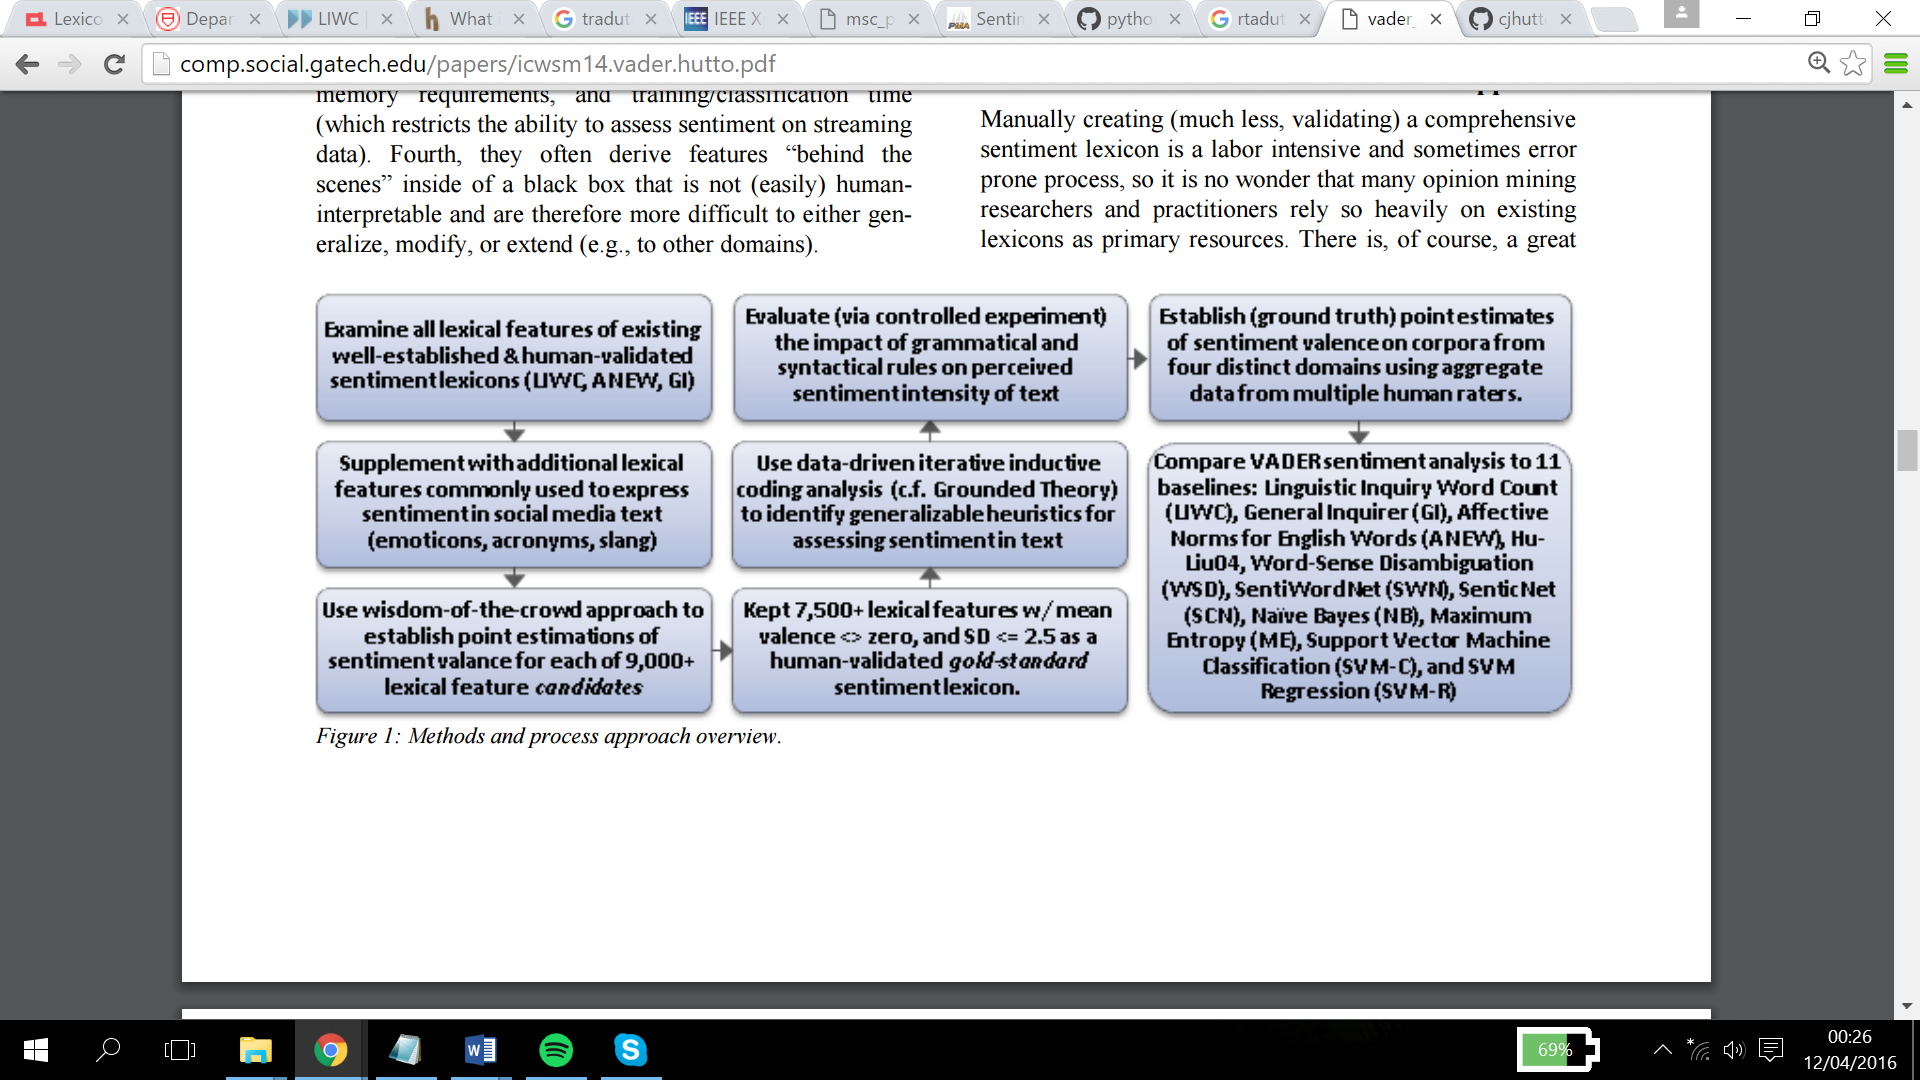 Lexico
Depar
LIWC
What
tradut
IEEE
IEEE X
msc_p
PMA
Sentin
pytho
rtadut
vader_
cjhutt
comp.social.gatech.edu/papers/icwsm14.vader.hutto.pdf
memory requirements, and training/classification time
(which restricts the ability to assess sentiment on streaming
data). Fourth, they often derive features “behind the
scenes” inside of a black box that is not (easily) human-
interpretable and are therefore more difficult to either gen-
eralize, modify, or extend (e.g., to other domains).
Manually creating (much less, validating) a comprehensive
sentiment lexicon is a labor intensive and sometimes error
prone process, so it is no wonder that many opinion mining
researchers and practitioners rely so heavily on existing
lexicons as primary resources. There is, of course, a great
Examine all lexical features of existing
well-established & human-validated
sentiment lexicons (LIWC, ANEW, GI)
Supplement with additional lexical
features commonly used to express
sentiment in social media text
(emoticons, acronyms, slang)
Use wisdom-of-the-crowd approach to
establish point estimations of
sentiment valance for each of 9,000+
lexical feature candidates
Kept 7,500+ lexical features w/ mean
valence <> zero, and SD <= 2.5 as a
human-validated gold-standard
sentiment lexicon.
Use data-driven iterative inductive
coding analysis (c.f. Grounded Theory)
to identify generalizable heuristics for
assessing sentiment in text
Evaluate (via controlled experiment)
the impact of grammatical and
syntactical rules on perceived
sentiment intensity of text
Establish (ground truth) point estimates
of sentiment valence on corpora from
four distinct domains using aggregate
data from multiple human raters.
Compare VADER sentiment analysis to 11
baselines: Linguistic Inquiry Word Count
(LIWC), General Inquirer (GI), Affective
Norms for English Words (ANEW), Hu-
Liu04, Word-Sense Disambiguation
(WSD), SentiWordNet (SWN), SenticNet
(SCN), Naïve Bayes (NB), Maximum
Entropy (ME), Support Vector Machine
Classification (SVM-C), and SVM
Regression (SVM-R)
Figure 1: Methods and process approach overview.
69%
00:26
12/04/2016